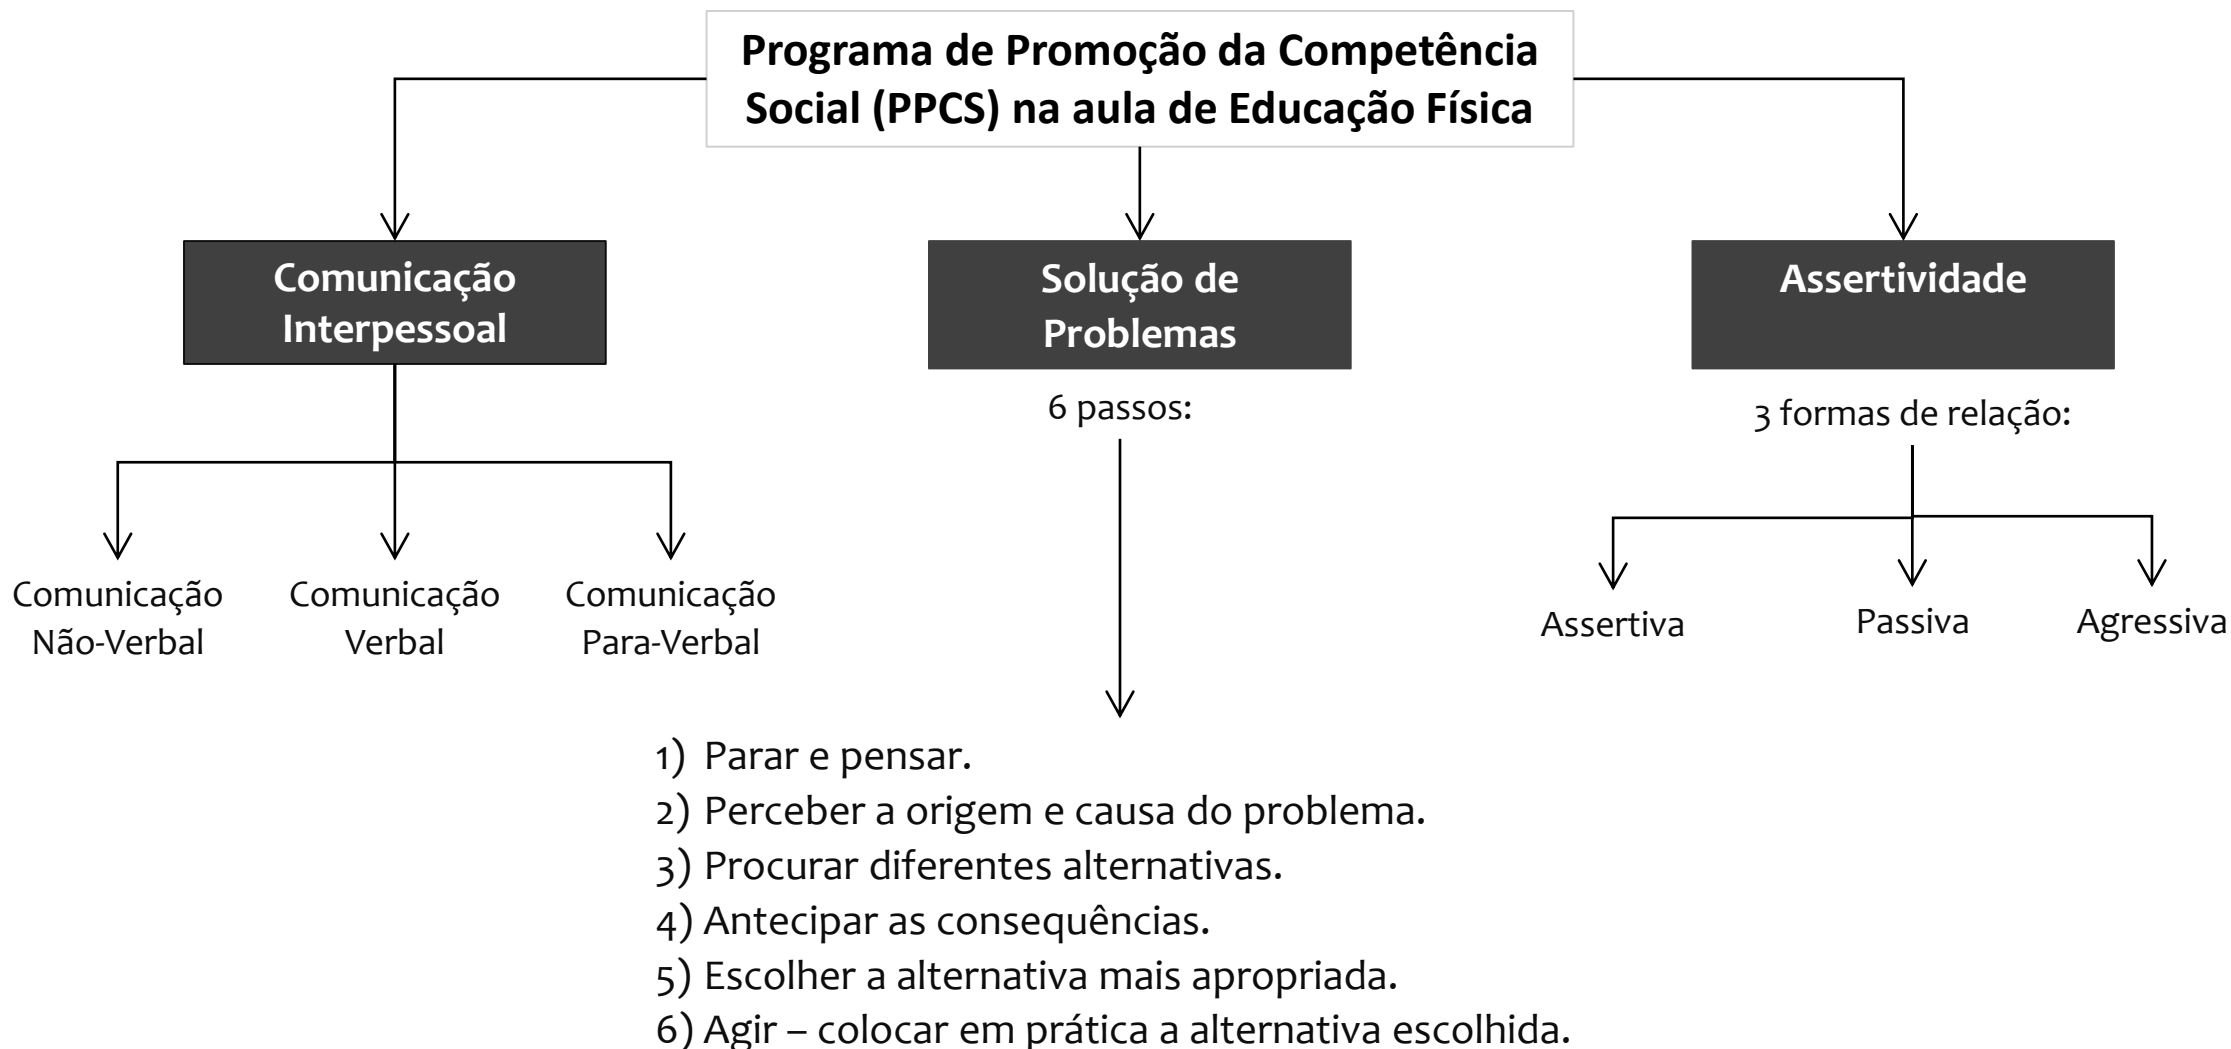 Programa de Promoção da Competência
Social (PPCS) na aula de Educação Física
Comunicação
Interpessoal
Solução de
Problemas
Assertividade
6 passos:
3 formas de relação:
Comunicação
Não-Verbal
Comunicação
Verbal
Comunicação
Para-Verbal
Assertiva
Passiva
Agressiva
1) Parar e pensar.
2) Perceber a origem e causa do problema.
3) Procurar diferentes alternativas.
4) Antecipar as consequências.
5) Escolher a alternativa mais apropriada.
6) Agir – colocar em prática a alternativa escolhida.